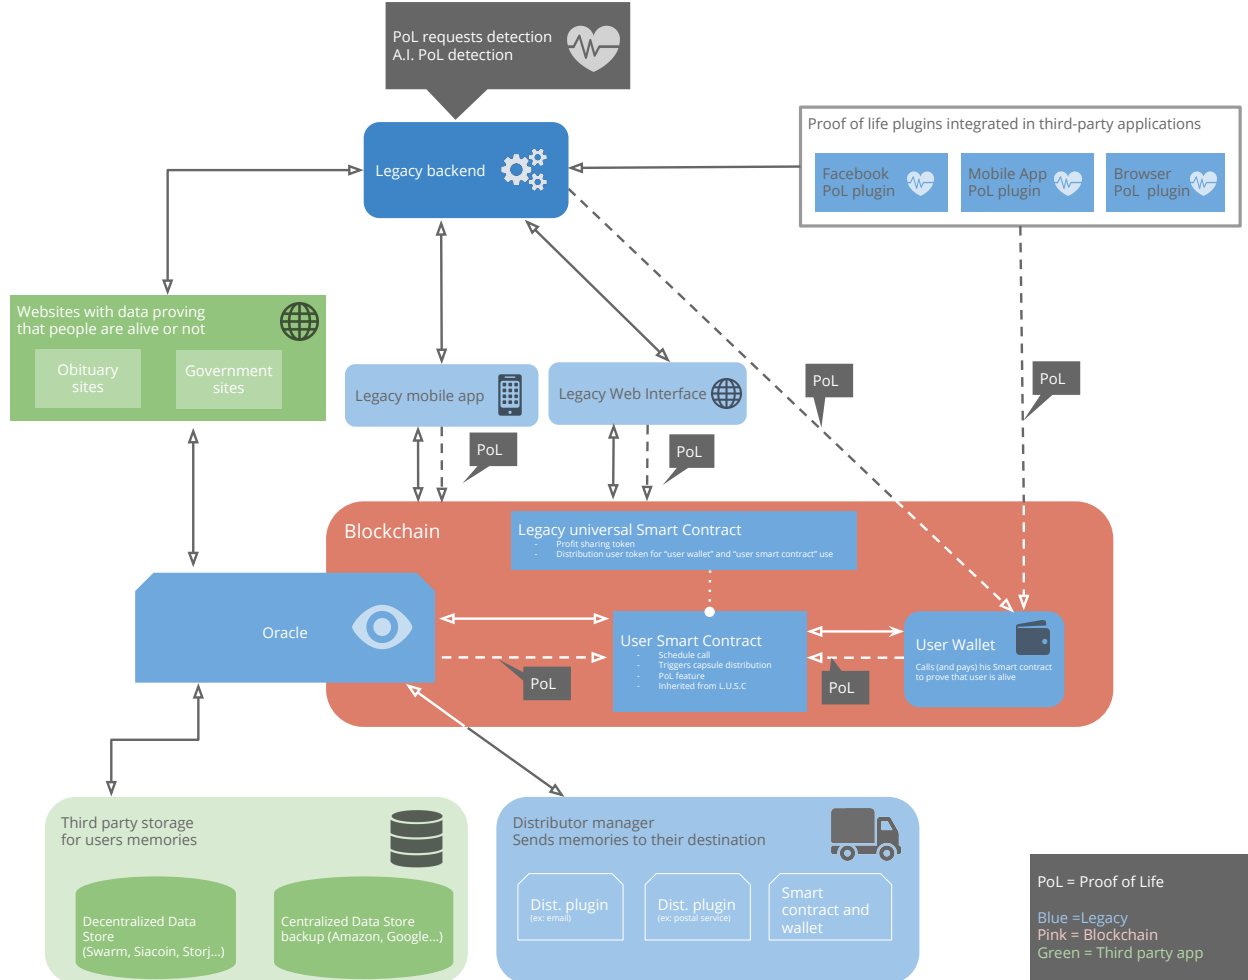 PoL requests detection
A.I. PoL detection
Legacy backend
Proof of life plugins integrated in third-party applications
Facebook
PoL plugin
Mobile App
PoL plugin
Browser
PoL plugin
Websites with data proving
that people are alive or not
Obituary
sites
Government
sites
Legacy mobile app
Legacy Web Interface
PoL
PoL
PoL
PoL
Blockchain
Legacy universal Smart Contract
- Profit sharing token
- Distribution user token for “user wallet” and “user smart contract” use
Oracle
User Smart Contract
- Schedule call
- Triggers capsule distribution
- PoL feature
- Inherited from L.U.S.C
User Wallet
Calls (and pays) his Smart contract
to prove that user is alive
PoL
PoL
Third party storage
for users memories
Decentralized Data
Store
(Swarm, Siacoin, Storj...)
Centralized Data Store
backup (Amazon, Google...)
Distributor manager
Sends memories to their destination
Dist. plugin
(ex: email)
Dist. plugin
(ex: postal service)
Smart
contract and
wallet
PoL = Proof of Life
Blue =Legacy
Pink = Blockchain
Green = Third party app